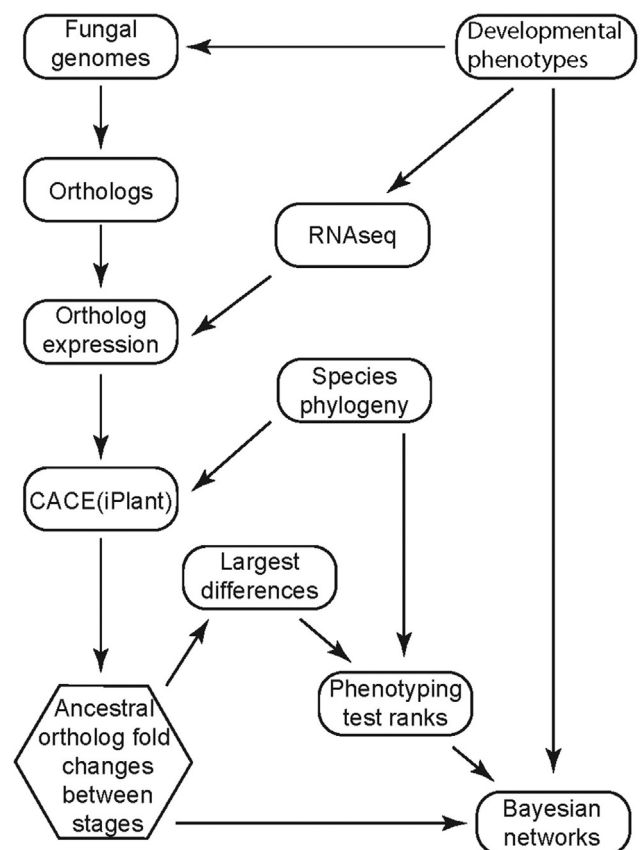 Fungal
genomes
Developmental
phenotypes
Orthologs
RNAseq
Ortholog
expression
Species
phylogeny
CACE(iPlant)
Largest
differences
Phenotyping
test ranks
Ancestral
ortholog fold
changes
between
stages
Bayesian
networks